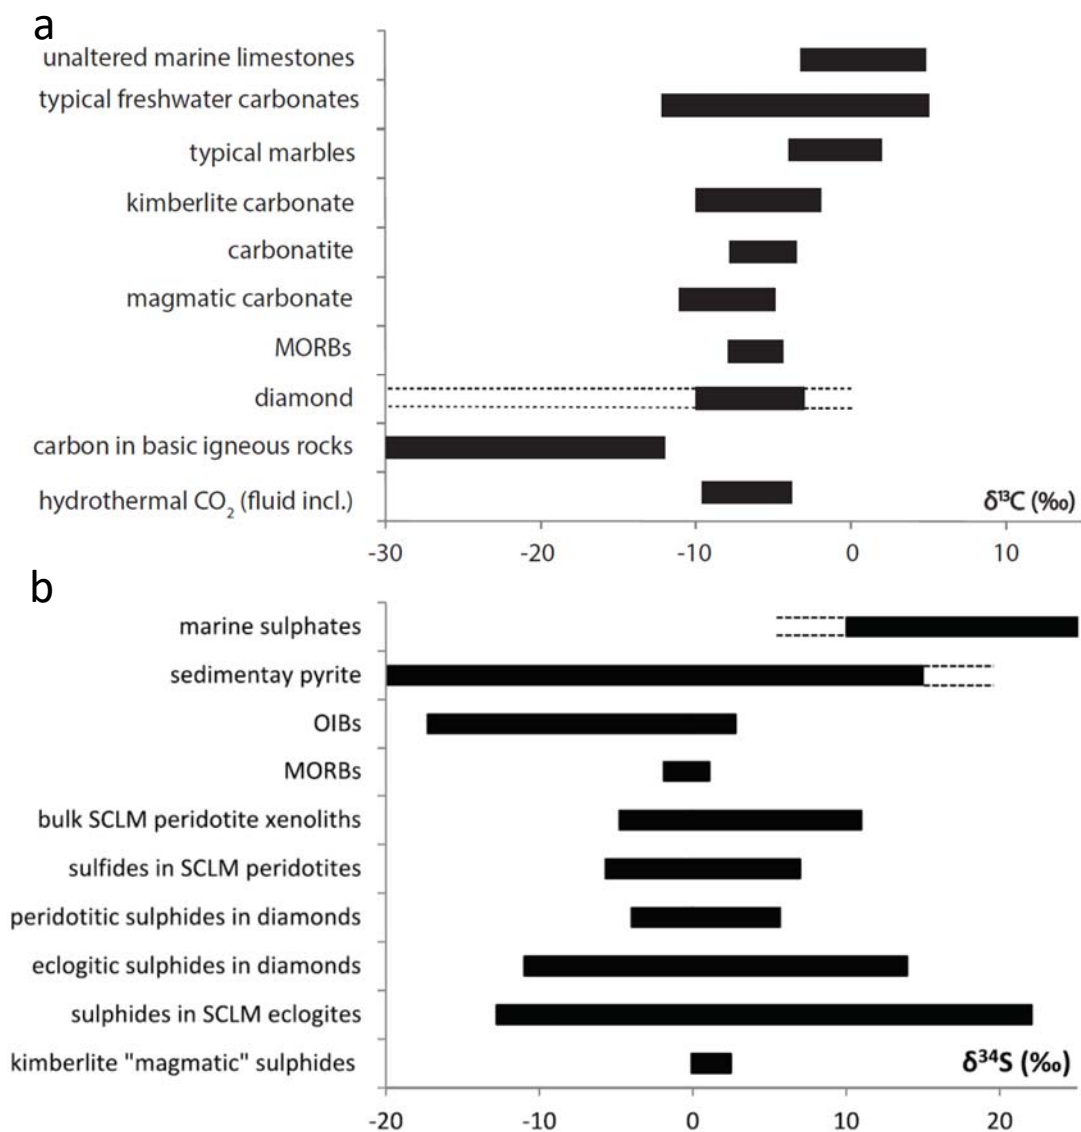 a
unaltered marine limestones
typical freshwater carbonates
typical marbles
kimberlite carbonate
carbonatite
magmatic carbonate
MORBs
diamond
carbon in basic igneous rocks
hydrothermal CO₂ (fluid incl.)
δ¹³C (‰)
-30 -20 -10 0 10
b
marine sulphates
sedimentay pyrite
OIBs
MORBs
bulk SCLM peridotite xenoliths
sulfides in SCLM peridotites
peridotitic sulphides in diamonds
eclogitic sulphides in diamonds
sulphides in SCLM eclogites
kimberlite "magmatic" sulphides
δ³⁴S (‰)
-20 -10 0 10 20